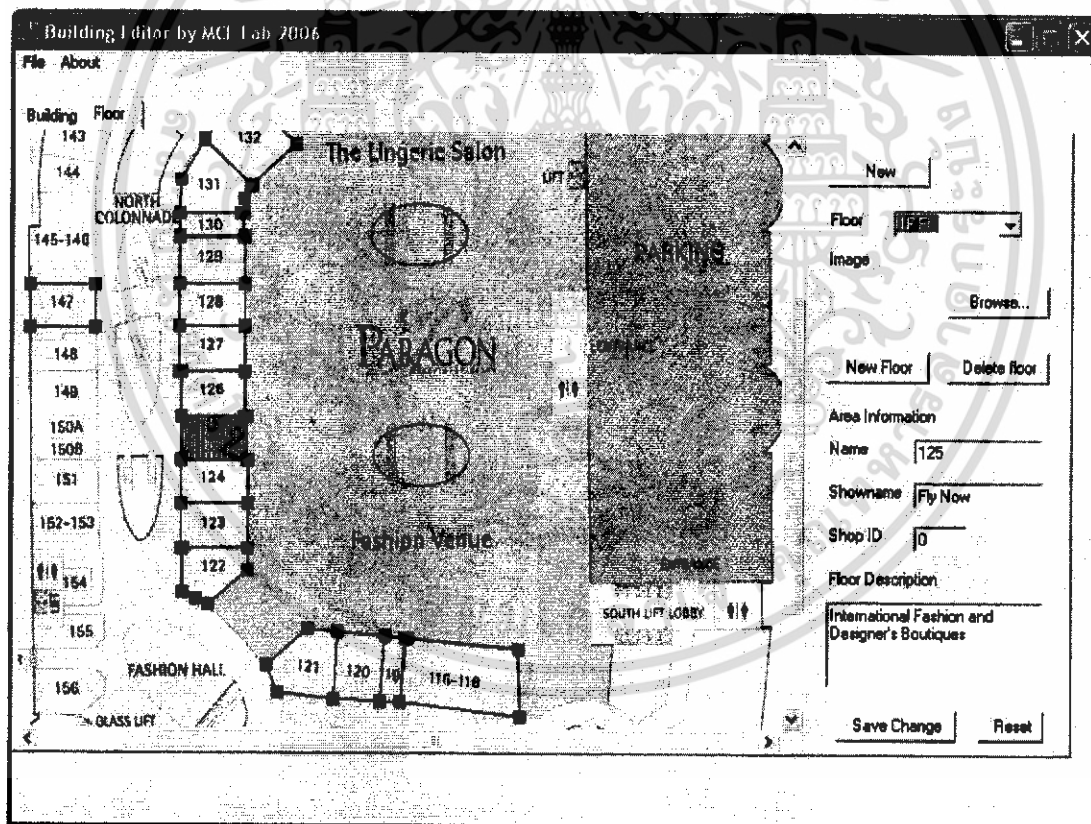 Building Editor by MCL Lab 2006
File About
Building Floor
143
144
NORTH
COLONNADE
145-146
147
148
149
150A
150B
151
152-153
154
155
156
FASHION HALL
GLASS LIFT
132
131
130
129
128
127
126
124
123
122
121
120
116-118
The Lingerie Salon
LIFT
PARKING
PARAGON
Fashion Venue
ENTRANCE
SOUTH LIFT LOBBY
New
Floor
Image
Browse...
New Floor Delete floor
Area Information
Name 125
Showname Fly Now
Shop ID 0
Floor Description
International Fashion and
Designer's Boutiques
Save Change Reset